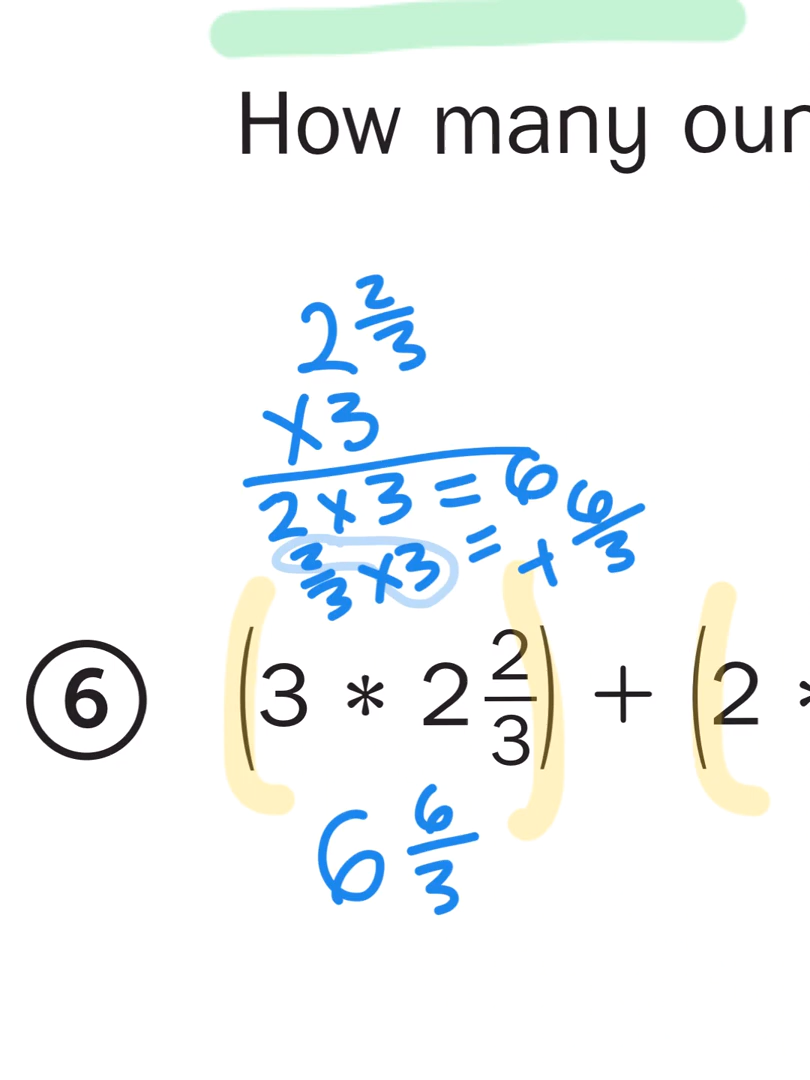 How many
2 2/3
×3
2 × 3 = 6
2/3 ×3 = + 6/3
6 (3 * 2 2/3) + (2 *
6 6/3